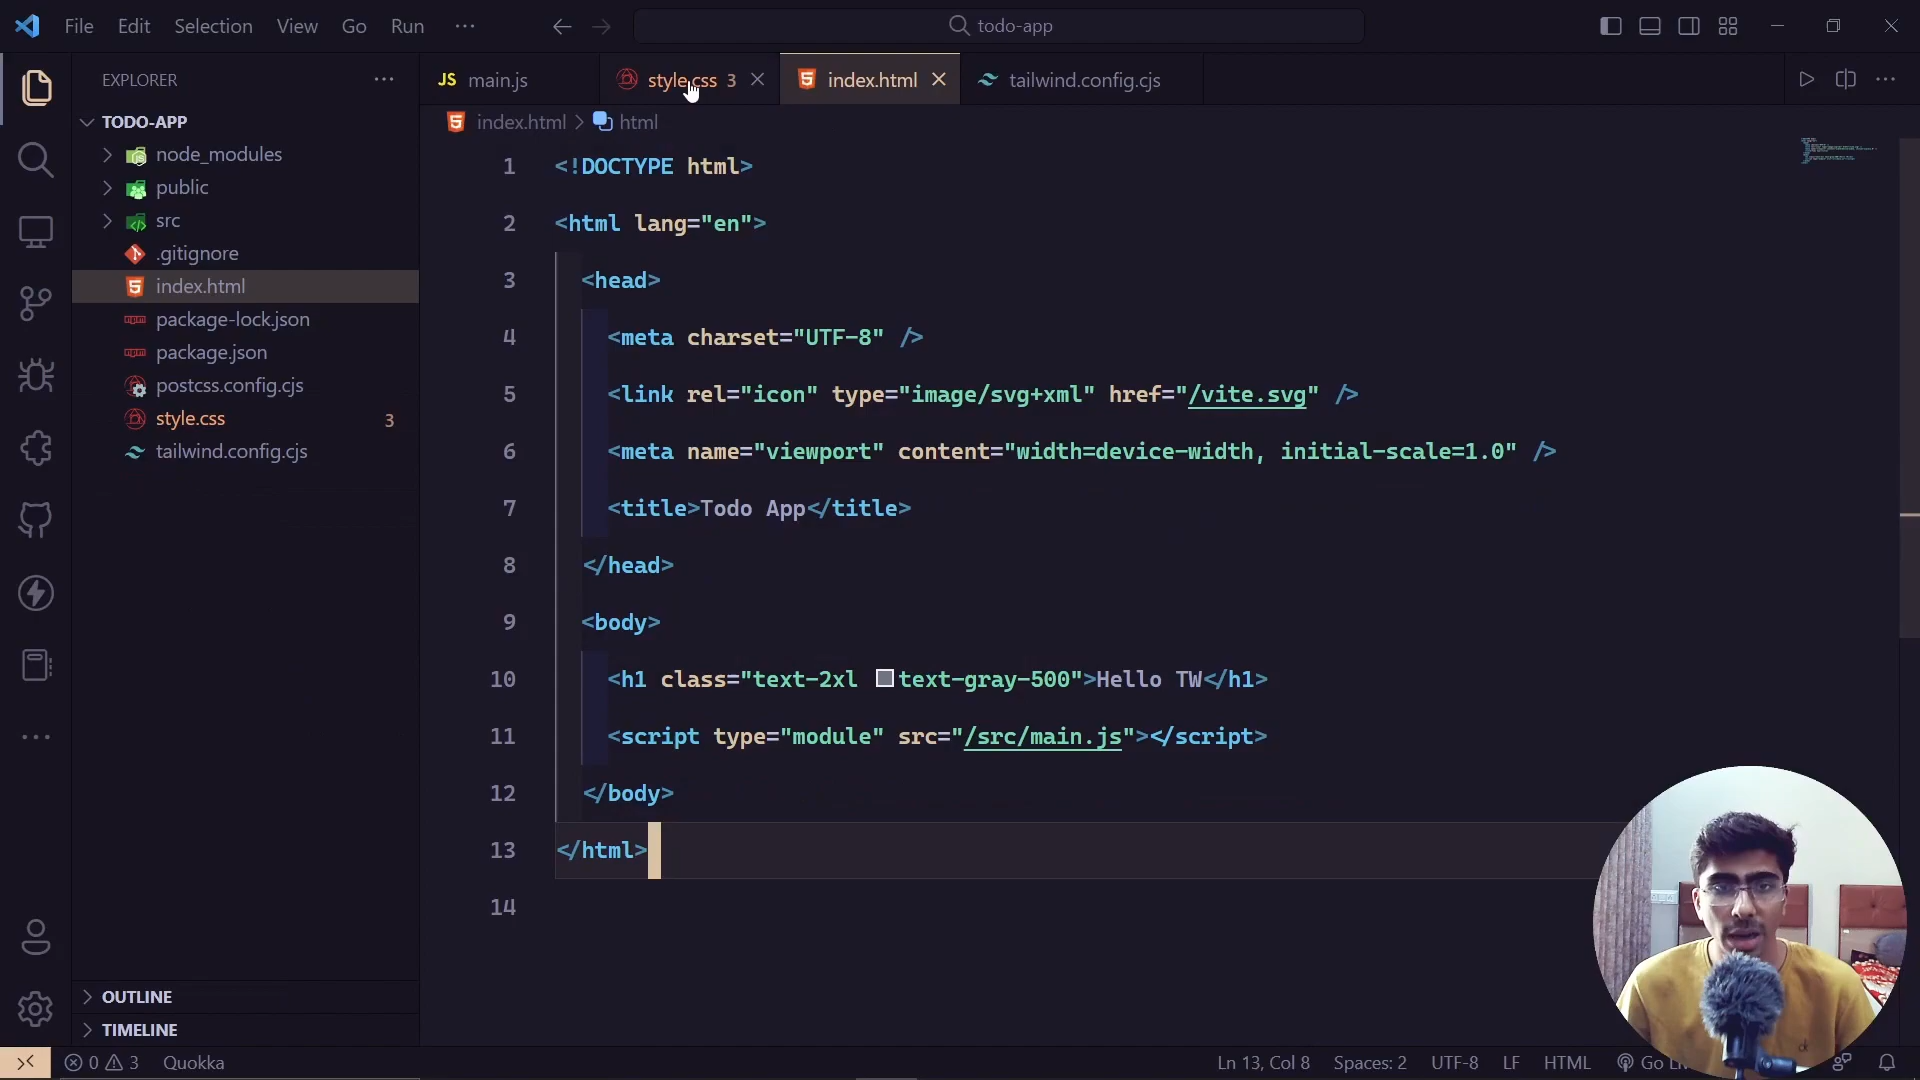 File Edit Selection View Go Run ··· todo-app
EXPLORER ···
TODO-APP
node_modules
public
src
.gitignore
index.html
package-lock.json
package.json
postcss.config.cjs
style.css 3
tailwind.config.cjs
OUTLINE
TIMELINE
JS main.js style.css 3 index.html tailwind.config.cjs
index.html > html
1 <!DOCTYPE html>
2 <html lang="en">
3 <head>
4 <meta charset="UTF-8" />
5 <link rel="icon" type="image/svg+xml" href="/vite.svg" />
6 <meta name="viewport" content="width=device-width, initial-scale=1.0" />
7 <title>Todo App</title>
8 </head>
9 <body>
10 <h1 class="text-2xl text-gray-500">Hello TW</h1>
11 <script type="module" src="/src/main.js"></script>
12 </body>
13 </html>
14
0 3 Quokka Ln 13, Col 8 Spaces: 2 UTF-8 LF HTML Go